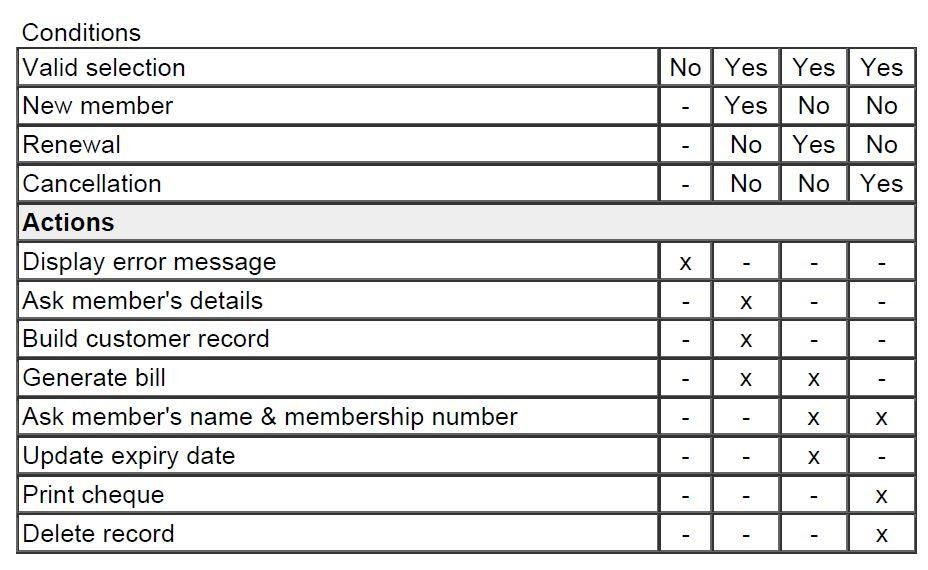 Conditions
Valid selection No Yes Yes Yes
New member - Yes No No
Renewal - No Yes No
Cancellation - No No Yes
Actions
Display error message x - - -
Ask member's details - x - -
Build customer record - x - -
Generate bill - x x -
Ask member's name & membership number - - x x
Update expiry date - - x -
Print cheque - - - x
Delete record - - - x